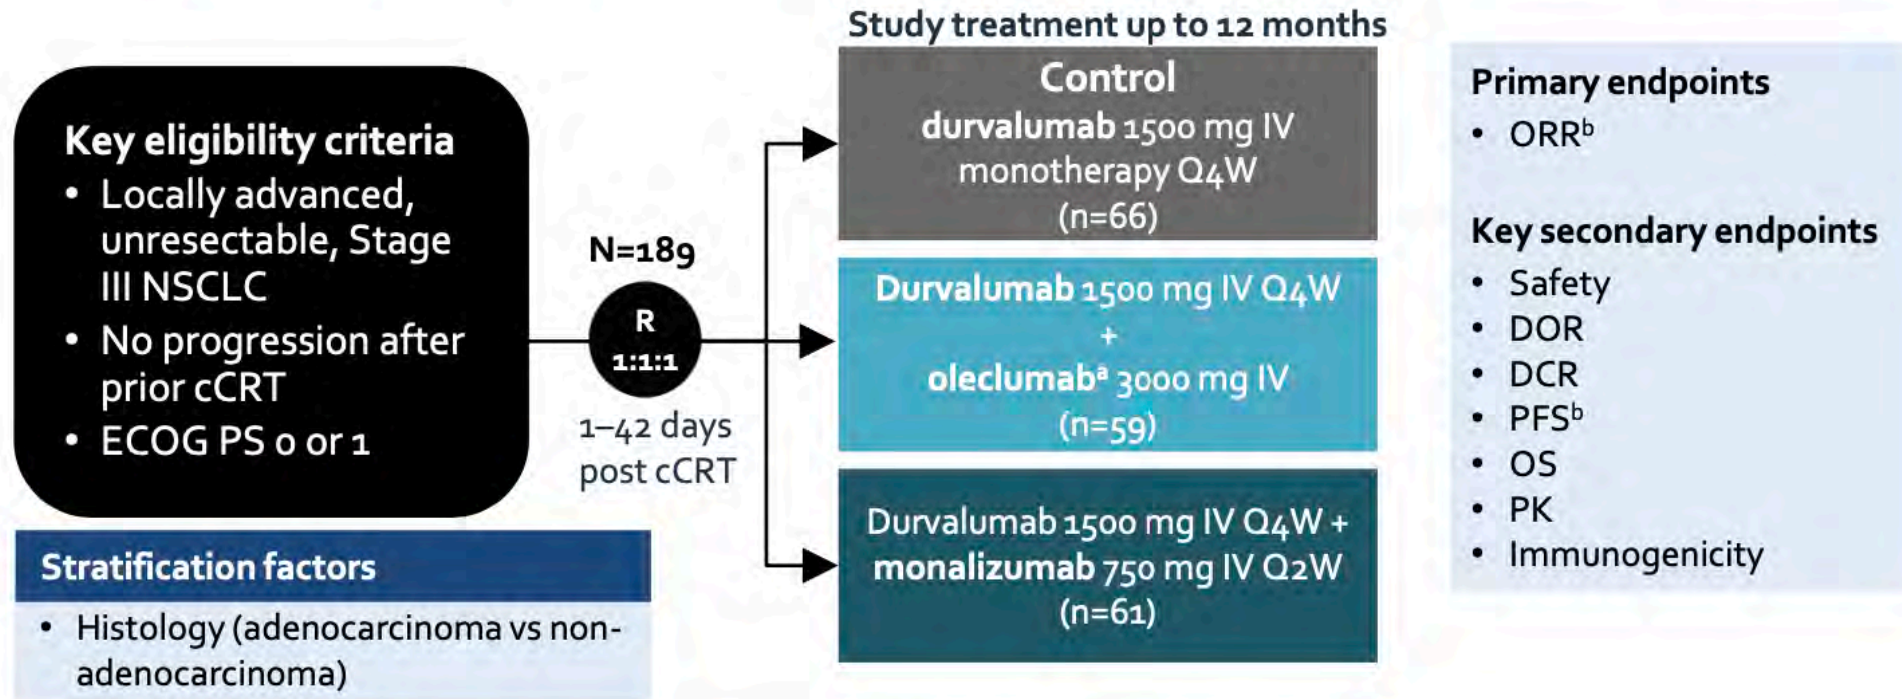 Study treatment up to 12 months
Key eligibility criteria
• Locally advanced,
unresectable, Stage
III NSCLC
• No progression after
prior cCRT
• ECOG PS 0 or 1
Stratification factors
• Histology (adenocarcinoma vs non-
adenocarcinoma)
N=189
R
1:1:1
1–42 days
post cCRT
Control
durvalumab 1500 mg IV
monotherapy Q4W
(n=66)
Durvalumab 1500 mg IV Q4W
+
oleclumabᵃ 3000 mg IV
(n=59)
Durvalumab 1500 mg IV Q4W +
monalizumab 750 mg IV Q2W
(n=61)
Primary endpoints
• ORRᵇ
Key secondary endpoints
• Safety
• DOR
• DCR
• PFSᵇ
• OS
• PK
• Immunogenicity